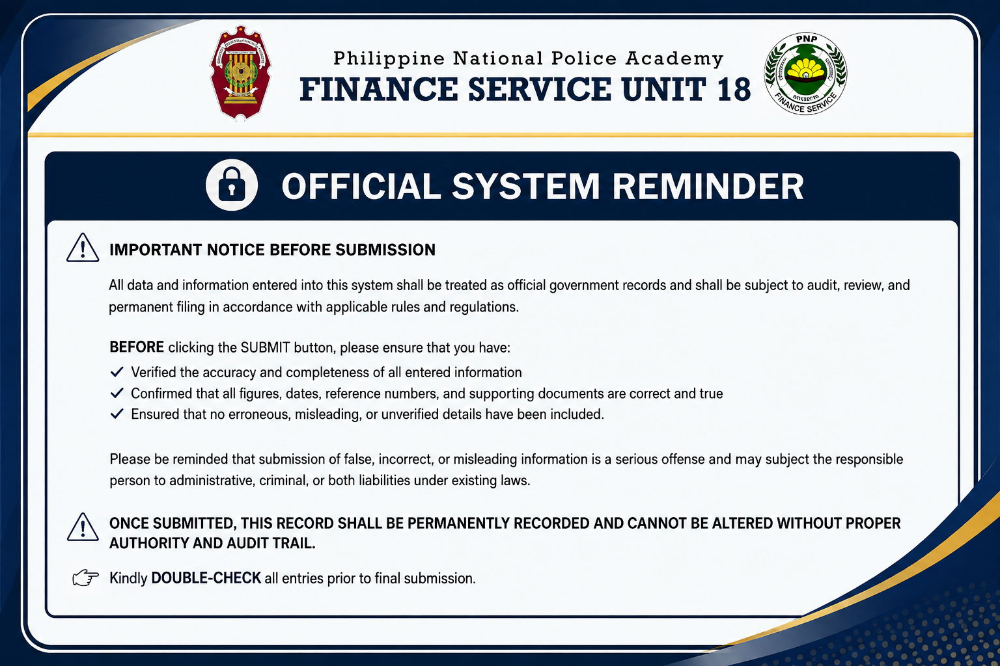 Philippine National Police Academy
FINANCE SERVICE UNIT 18
PNP
FINANCE SERVICE
OFFICIAL SYSTEM REMINDER
IMPORTANT NOTICE BEFORE SUBMISSION
All data and information entered into this system shall be treated as official government records and shall be subject to audit, review, and
permanent filing in accordance with applicable rules and regulations.
BEFORE clicking the SUBMIT button, please ensure that you have:
Verified the accuracy and completeness of all entered information
Confirmed that all figures, dates, reference numbers, and supporting documents are correct and true
Ensured that no erroneous, misleading, or unverified details have been included.
Please be reminded that submission of false, incorrect, or misleading information is a serious offense and may subject the responsible
person to administrative, criminal, or both liabilities under existing laws.
ONCE SUBMITTED, THIS RECORD SHALL BE PERMANENTLY RECORDED AND CANNOT BE ALTERED WITHOUT PROPER
AUTHORITY AND AUDIT TRAIL.
Kindly DOUBLE-CHECK all entries prior to final submission.